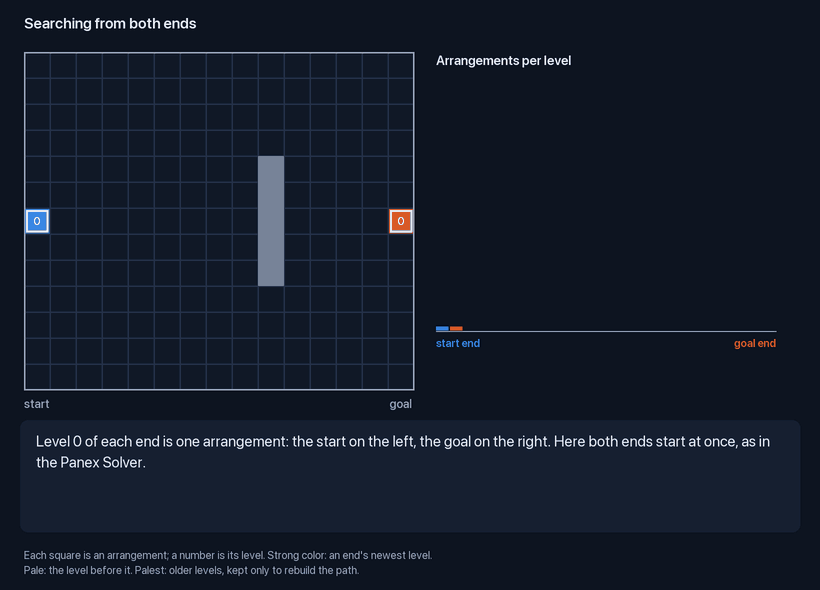 Searching from both ends
Arrangements per level
0
0
start end
goal end
start
goal
Level 0 of each end is one arrangement: the start on the left, the goal on the right. Here both ends start at once, as in
the Panex Solver.
Each square is an arrangement; a number is its level. Strong color: an end's newest level.
Pale: the level before it. Palest: older levels, kept only to rebuild the path.